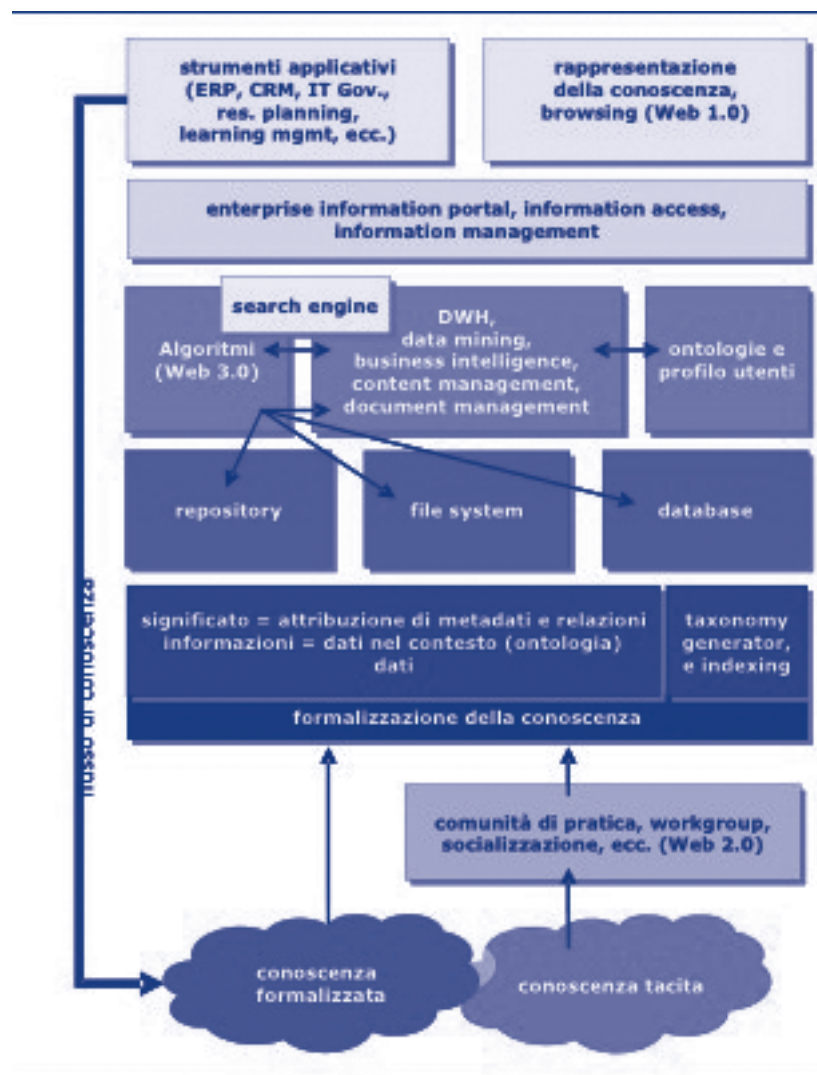 strumenti applicativi
(ERP, CRM, IT Gov.,
res. planning,
learning mgmt, ecc.)
rappresentazione
della conoscenza,
browsing (Web 1.0)
enterprise information portal, information access,
information management
search engine
Algoritmi
(Web 3.0)
DWH,
data mining,
business intelligence,
content management,
document management
ontologie e
profilo utenti
repository
file system
database
significato = attribuzione di metadati e relazioni
informazioni = dati nel contesto (ontologia)
dati
taxonomy
generator,
e indexing
formalizzazione della conoscenza
flusso di conoscenza
comunità di pratica, workgroup,
socializzazione, ecc. (Web 2.0)
conoscenza
formalizzata
conoscenza tacita